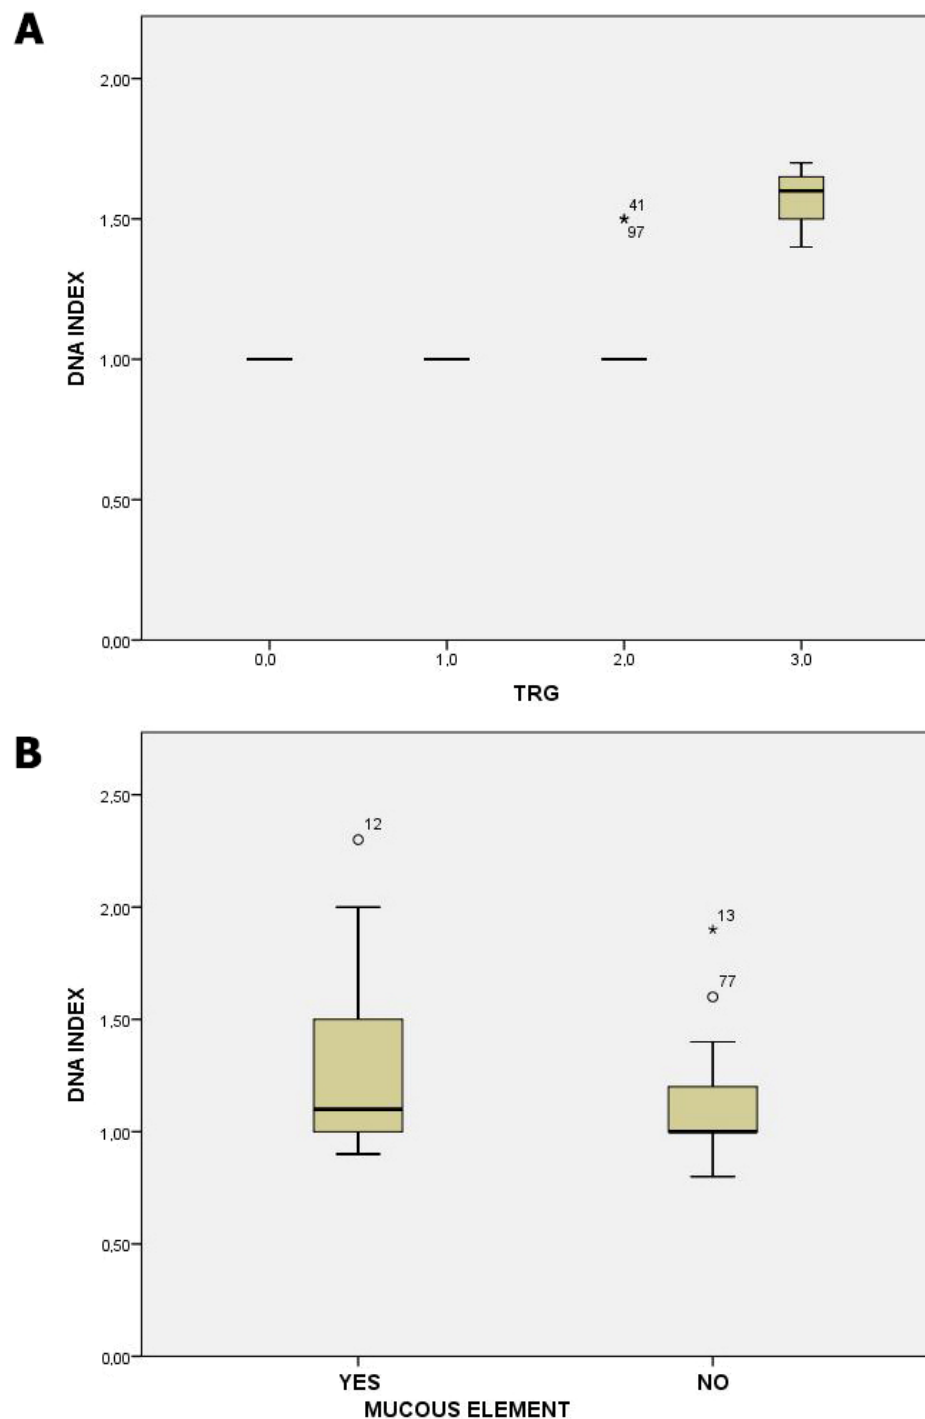 A
2,00
41
1,50
97
DNA INDEX
1,00
0,50
0,00
0,0 1,0 2,0 3,0
TRG
B
2,50
12
2,00
13
77
1,50
DNA INDEX
1,00
0,50
0,00
YES NO
MUCOUS ELEMENT